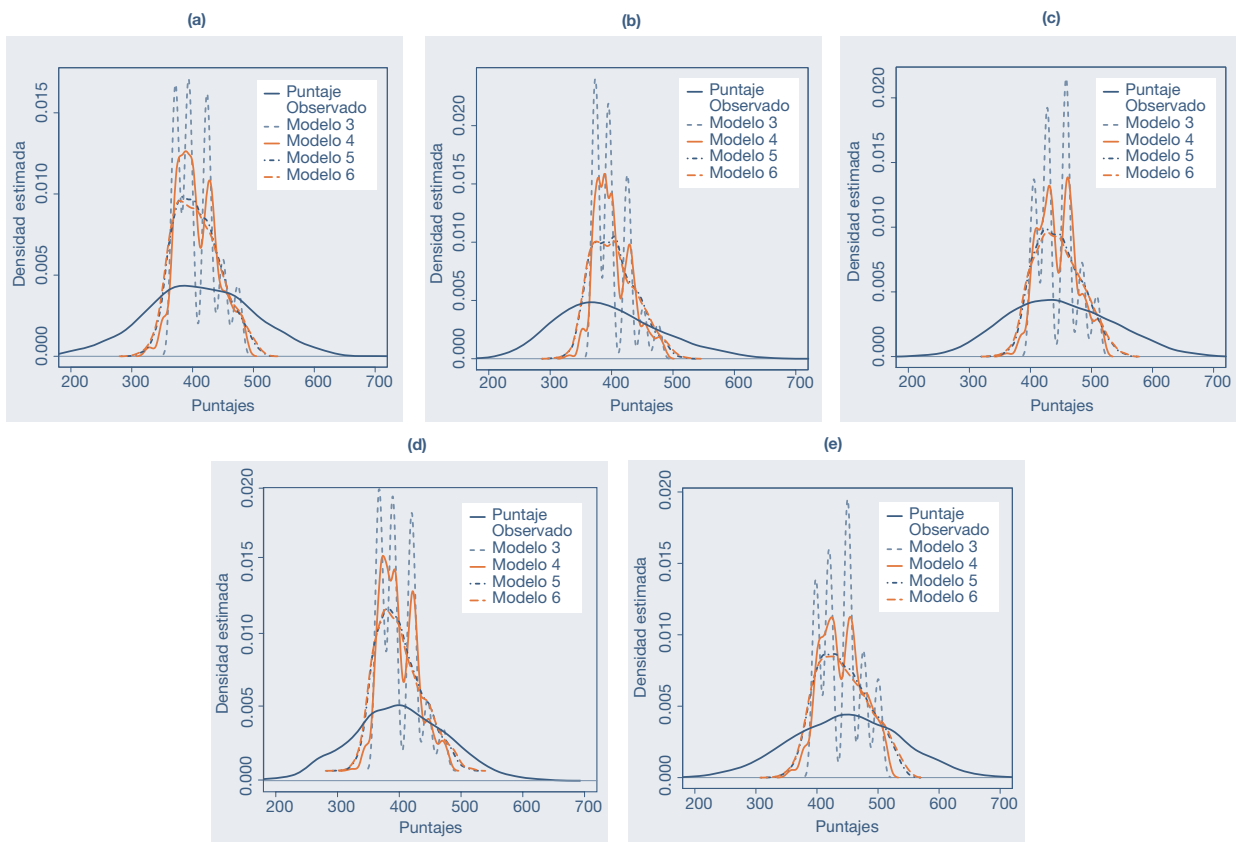 (a)
Densidad estimada
0.000 0.005 0.010 0.015
Puntaje
Observado
Modelo 3
Modelo 4
Modelo 5
Modelo 6
200 300 400 500 600 700
Puntajes
(b)
Densidad estimada
0.000 0.005 0.010 0.015 0.020
Puntaje
Observado
Modelo 3
Modelo 4
Modelo 5
Modelo 6
200 300 400 500 600 700
Puntajes
(c)
Densidad estimada
0.000 0.005 0.010 0.015 0.020
Puntaje
Observado
Modelo 3
Modelo 4
Modelo 5
Modelo 6
200 300 400 500 600 700
Puntajes
(d)
Densidad estimada
0.000 0.005 0.010 0.015 0.020
Puntaje
Observado
Modelo 3
Modelo 4
Modelo 5
Modelo 6
200 300 400 500 600 700
Puntajes
(e)
Densidad estimada
0.000 0.005 0.010 0.015 0.020
Puntaje
Observado
Modelo 3
Modelo 4
Modelo 5
Modelo 6
200 300 400 500 600 700
Puntajes